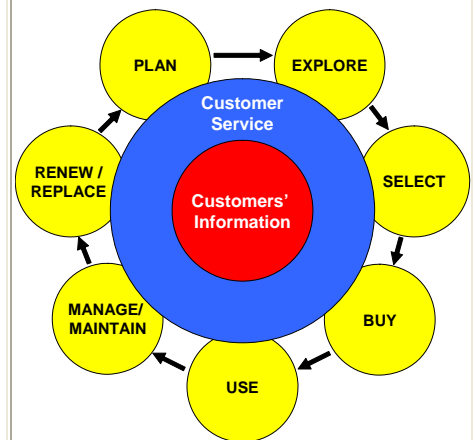 PLAN
EXPLORE
Customer
Service
RENEW /
REPLACE
SELECT
Customers'
Information
MANAGE/
MAINTAIN
BUY
USE